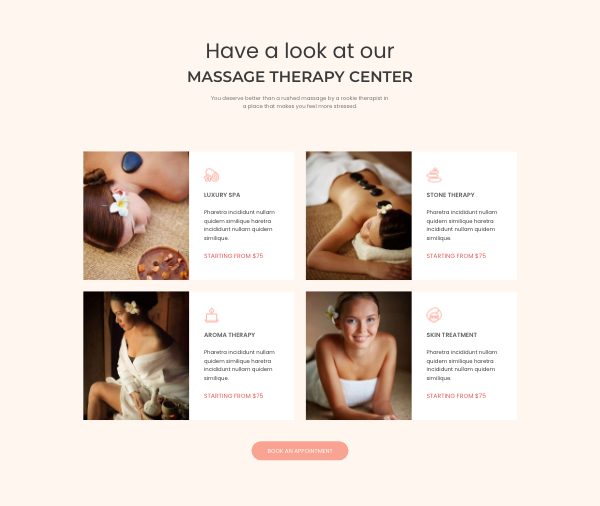 Have a look at our
MASSAGE THERAPY CENTER
You deserve better than a rushed massage by a rookie therapist in
a place that makes you feel more stressed.
LUXURY SPA
Pharetra incididunt nullam
quidem similique haretra
incididunt nullam quidem
similique.
STARTING FROM $75
STONE THERAPY
Pharetra incididunt nullam
quidem similique haretra
incididunt nullam quidem
similique.
STARTING FROM $75
AROMA THERAPY
Pharetra incididunt nullam
quidem similique haretra
incididunt nullam quidem
similique.
STARTING FROM $75
SKIN TREATMENT
Pharetra incididunt nullam
quidem similique haretra
incididunt nullam quidem
similique.
STARTING FROM $75
BOOK AN APPOINTMENT